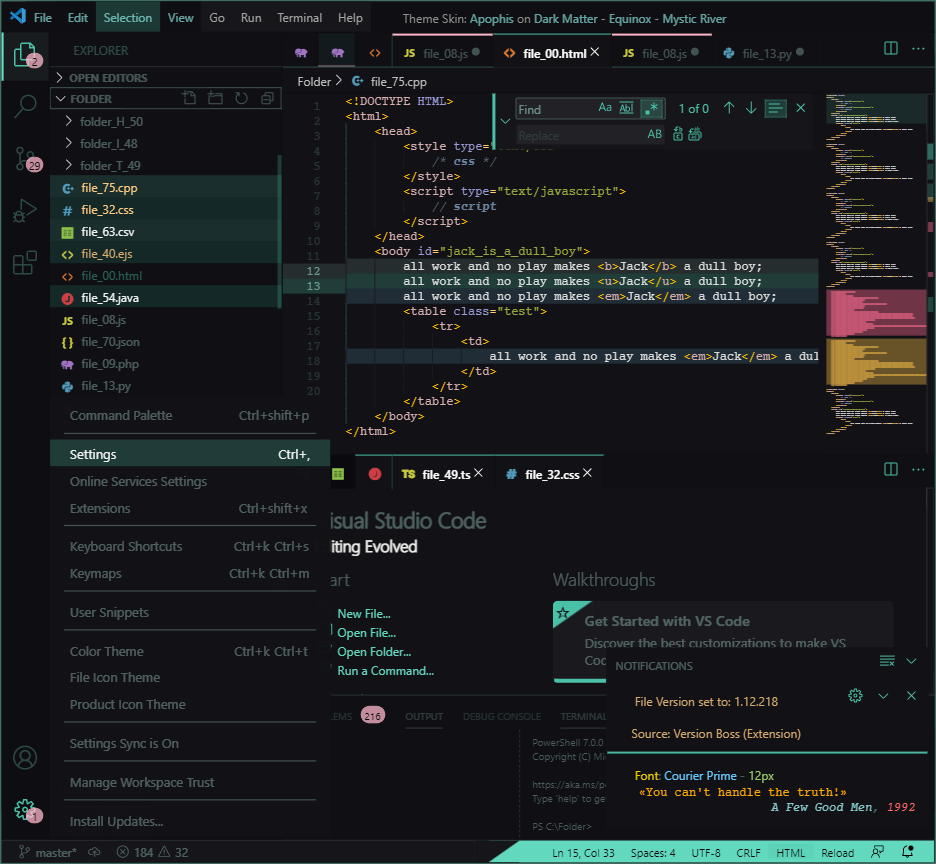 File Edit Selection View Go Run Terminal Help
Theme Skin: Apophis on Dark Matter - Equinox - Mystic River
2
EXPLORER
JS file_08.js
file_00.html
JS file_08.js
file_13.py
OPEN EDITORS
FOLDER
folder_H_50
folder_I_48
folder_T_49
file_75.cpp
# file_32.css
file_63.csv
file_40.ejs
file_00.html
file_54.java
JS file_08.js
{ } file_70.json
file_09.php
file_13.py
29
Folder > file_75.cpp
Find Aa Abl .* 1 of 0
Replace AB
1 <!DOCTYPE HTML>
2 <html>
3 <head>
4 <style type=
5 /* css */
6 </style>
7 <script type="text/javascript">
8 // script
9 </script>
10 </head>
11 <body id="jack_is_a_dull_boy">
12 all work and no play makes <b>Jack</b> a dull boy;
13 all work and no play makes <u>Jack</u> a dull boy;
14 all work and no play makes <em>Jack</em> a dull boy;
15 <table class="test">
16 <tr>
17 <td>
18 all work and no play makes <em>Jack</em> a dul
19 </td>
20 </tr>
</table>
</body>
</html>
Command Palette Ctrl+shift+p
Settings Ctrl+,
Online Services Settings
Extensions Ctrl+shift+x
Keyboard Shortcuts Ctrl+k Ctrl+s
Keymaps Ctrl+k Ctrl+m
User Snippets
Color Theme Ctrl+k Ctrl+t
File Icon Theme
Product Icon Theme
Settings Sync is On
Manage Workspace Trust
Install Updates...
1
J
TS file_49.ts
# file_32.css
isual Studio Code
iting Evolved
art
New File...
Open File...
Open Folder...
Run a Command...
Walkthroughs
Get Started with VS Code
Discover the best customizations to make VS
Coc
LEMS 216 OUTPUT DEBUG CONSOLE TERMINAL
PowerShell 7.0.0
Copyright (C) Mi
https://aka.ms/p
Type 'help' to ge
PS C:\Folder>
NOTIFICATIONS
File Version set to: 1.12.218
Source: Version Boss (Extension)
Font: Courier Prime - 12px
«You can't handle the truth!»
A Few Good Men, 1992
master* 184 32
Ln 15, Col 33 Spaces: 4 UTF-8 CRLF HTML Reload